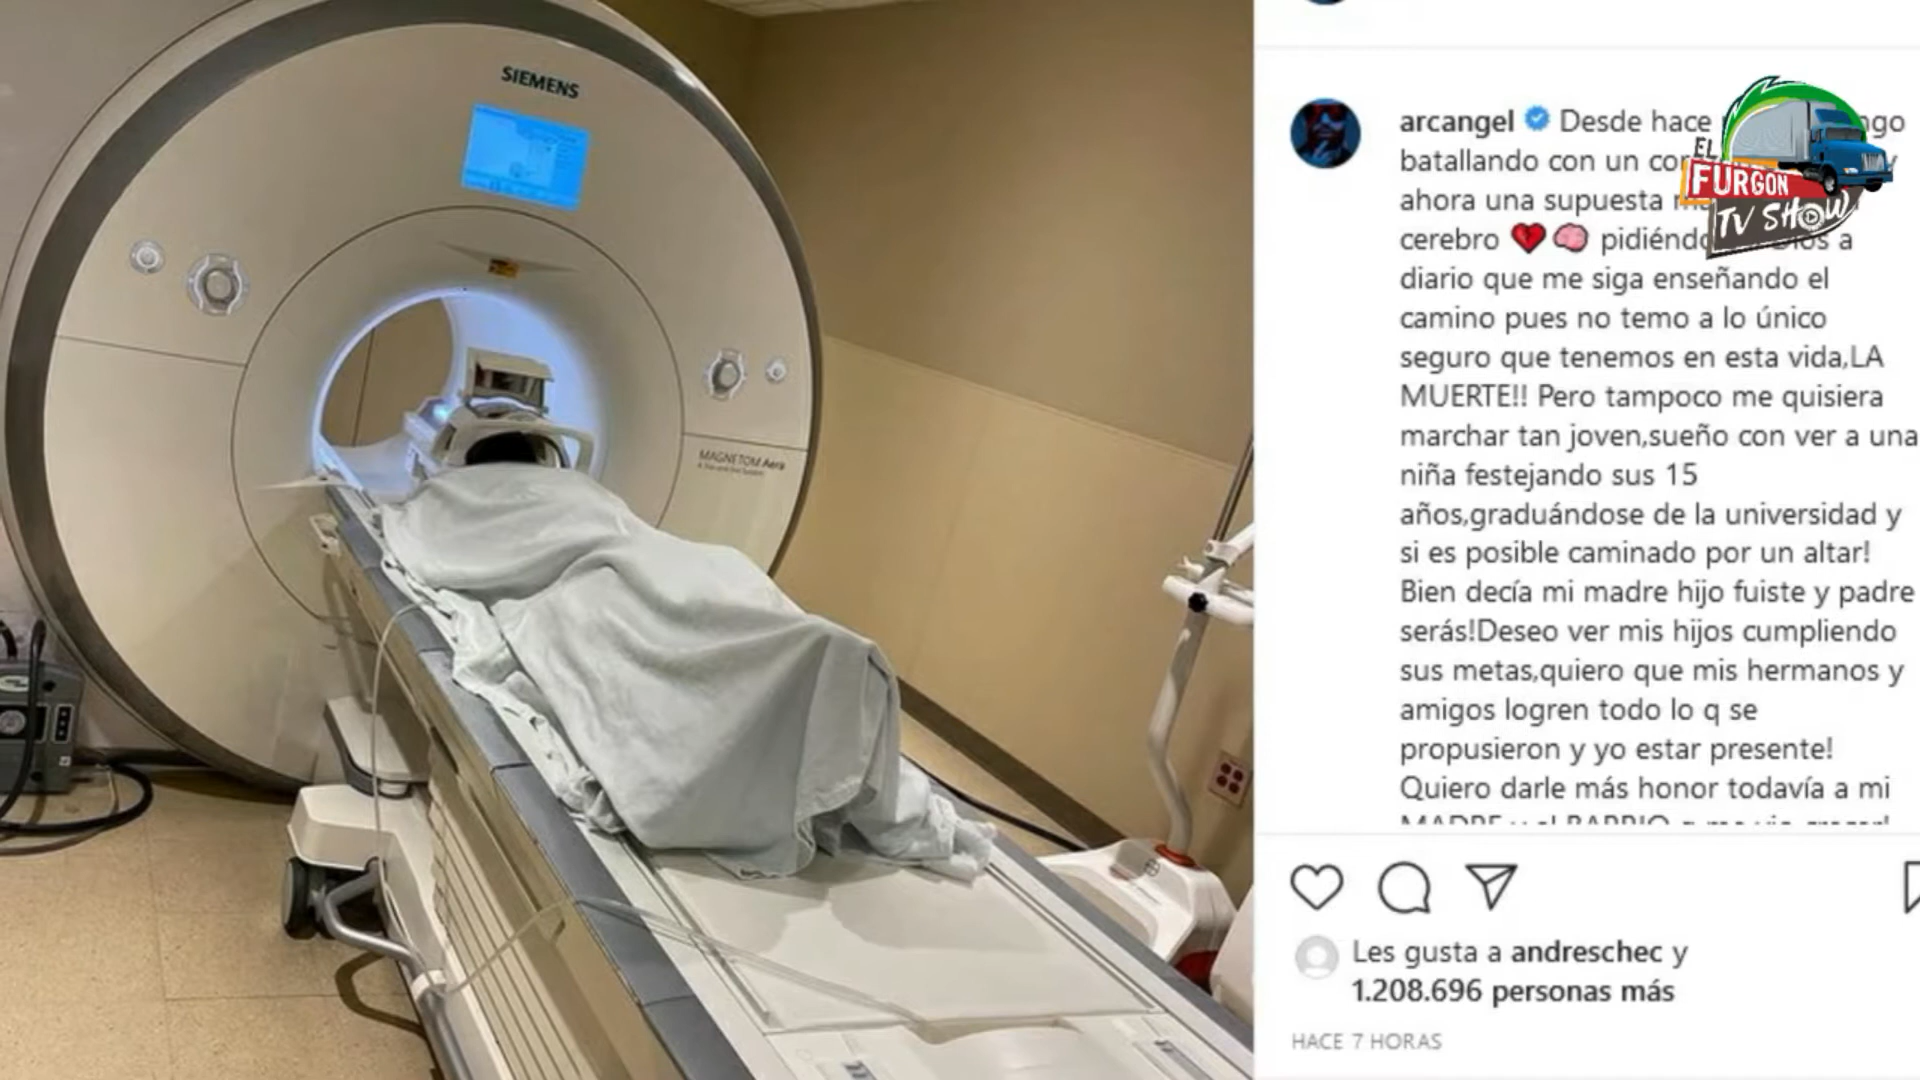 SIEMENS
MAGNETOM Aera
arcangel Desde hace
batallando con un
ahora una supuesta
cerebro
diario que me siga enseñando el
camino pues no temo a lo único
seguro que tenemos en esta vida,LA
MUERTE!! Pero tampoco me quisiera
marchar tan joven,sueño con ver a una
niña festejando sus 15
años,graduándose de la universidad y
si es posible caminado por un altar!
Bien decía mi madre hijo fuiste y padre
serás!Deseo ver mis hijos cumpliendo
sus metas,quiero que mis hermanos y
amigos logren todo lo q se
propusieron y yo estar presente!
Quiero darle más honor todavía a mi
EL
FURGON
TV SHOW
Les gusta a andreschec y
1.208.696 personas más
HACE 7 HORAS